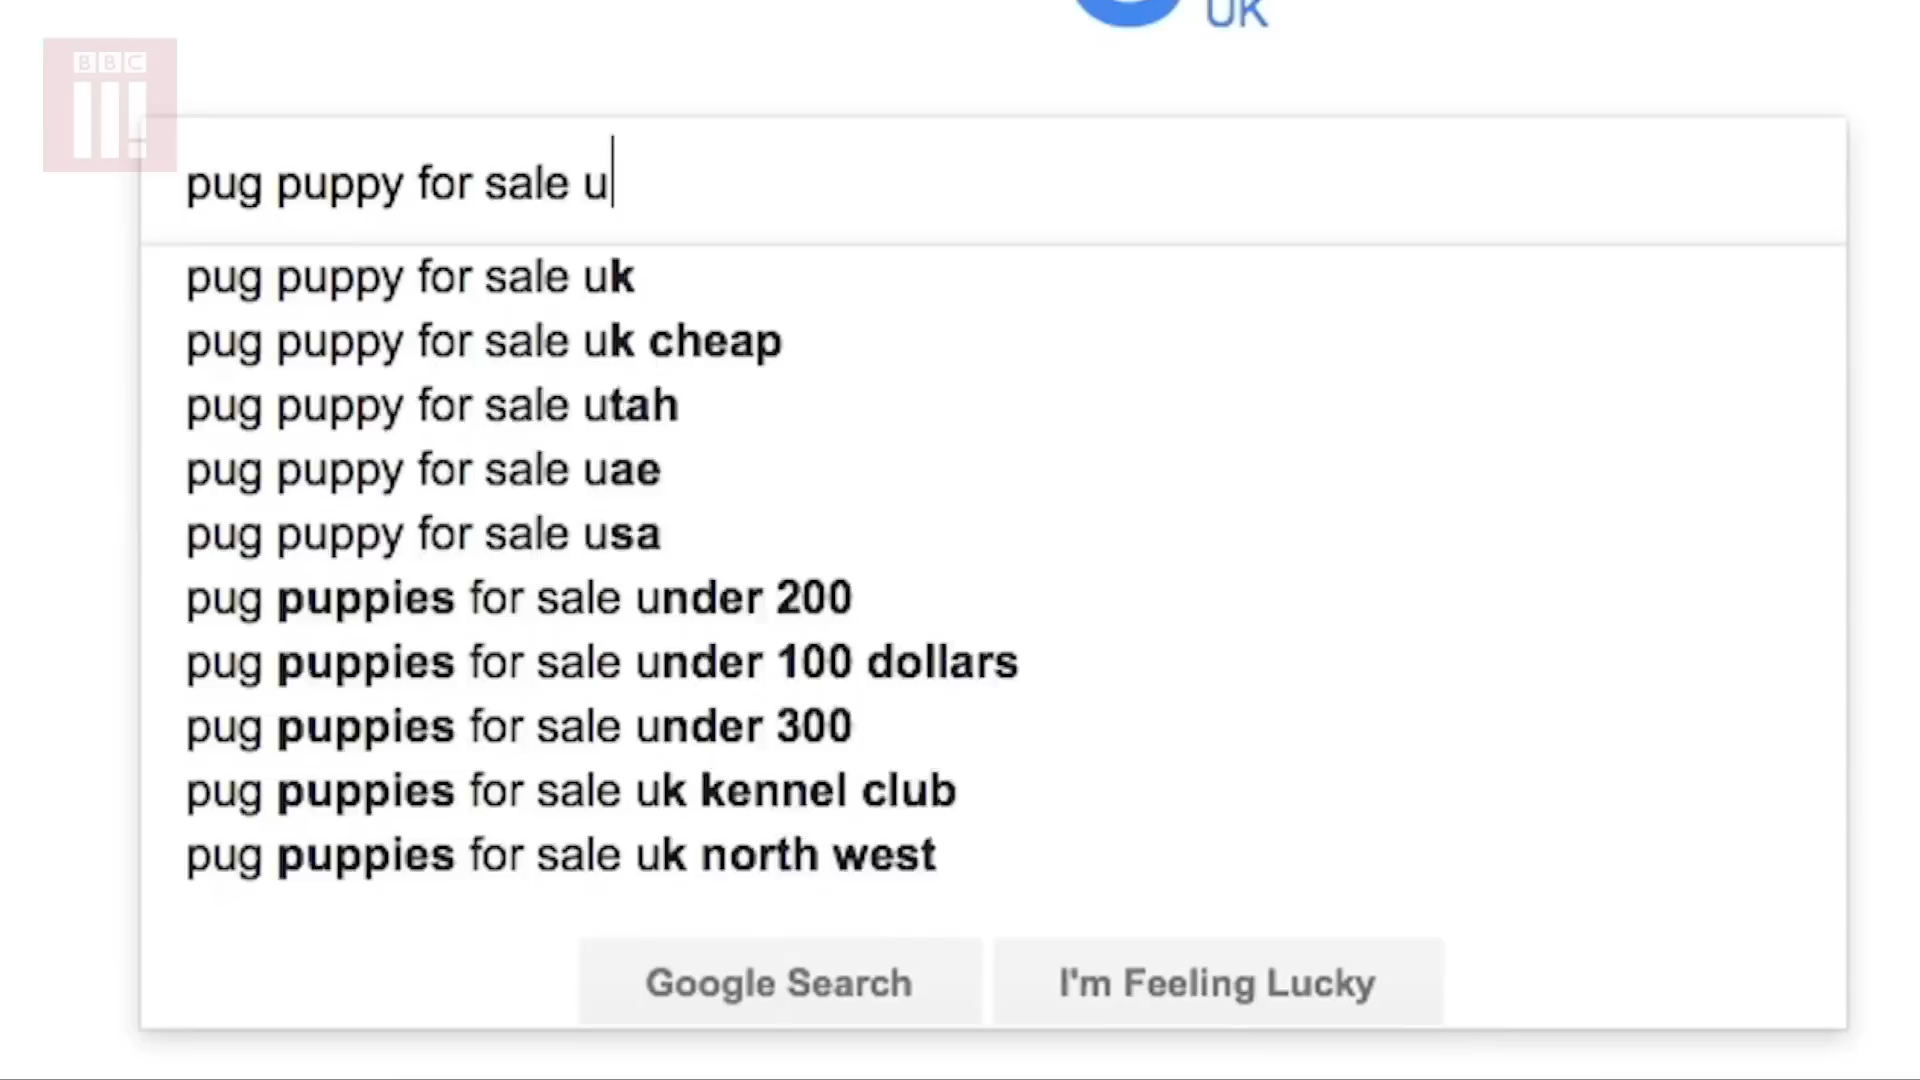 UK
BBC
pug puppy for sale u
pug puppy for sale uk
pug puppy for sale uk cheap
pug puppy for sale utah
pug puppy for sale uae
pug puppy for sale usa
pug puppies for sale under 200
pug puppies for sale under 100 dollars
pug puppies for sale under 300
pug puppies for sale uk kennel club
pug puppies for sale uk north west
Google Search
I'm Feeling Lucky